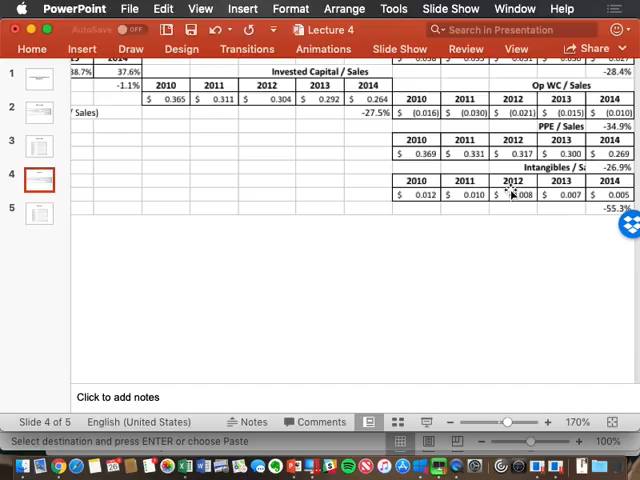 PowerPoint File Edit View Insert Format Arrange Tools Slide Show Window Help
AutoSave OFF Lecture 4 Search in Presentation
Home Insert Draw Design Transitions Animations Slide Show Review View Share
2014
38.7% 37.6% Invested Capital / Sales -28.4%
-1.1% 2010 2011 2012 2013 2014 Op WC / Sales
$ 0.365 $ 0.311 $ 0.304 $ 0.292 $ 0.264 2010 2011 2012 2013 2014
/ Sales) -27.5% $ (0.016) $ (0.030) $ (0.021) $ (0.015) $ (0.010)
PPE / Sales -34.9%
2010 2011 2012 2013 2014
$ 0.369 $ 0.331 $ 0.317 $ 0.300 $ 0.269
Intangibles / Sa -26.9%
2010 2011 2012 2013 2014
$ 0.012 $ 0.010 $ 0.008 $ 0.007 $ 0.005
-55.3%
1
2
3
4
5
Click to add notes
Slide 4 of 5 English (United States) Notes Comments 170%
Select destination and press ENTER or choose Paste 100%